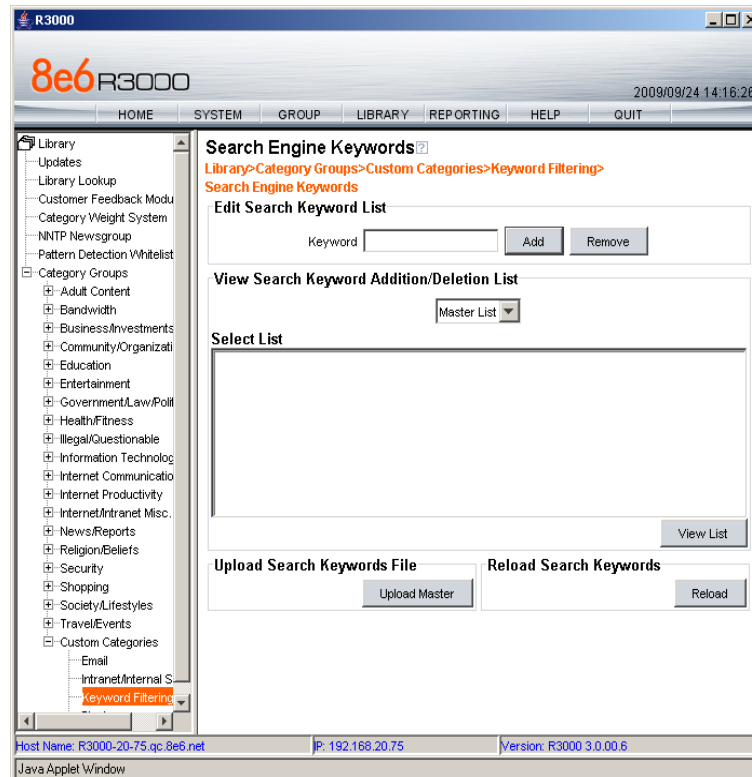 R3000
8e6 R3000
2009/09/24 14:16:26
HOME SYSTEM GROUP LIBRARY REPORTING HELP QUIT
Library
Updates
Library Lookup
Customer Feedback Modu
Category Weight System
NNTP Newsgroup
Pattern Detection Whitelist
Category Groups
Adult Content
Bandwidth
Business/Investments
Community/Organizati
Education
Entertainment
Government/Law/Polit
Health/Fitness
Illegal/Questionable
Information Technolog
Internet Communicatio
Internet Productivity
Internet/Intranet Misc.
News/Reports
Religion/Beliefs
Security
Shopping
Society/Lifestyles
Travel/Events
Custom Categories
Email
Intranet/Internal S
Keyword Filtering
Search Engine Keywords ?
Library>Category Groups>Custom Categories>Keyword Filtering>
Search Engine Keywords
Edit Search Keyword List
Keyword Add Remove
View Search Keyword Addition/Deletion List
Master List
Select List
View List
Upload Search Keywords File
Upload Master
Reload Search Keywords
Reload
Host Name: R3000-20-75.qc.8e6.net IP: 192.168.20.75 Version: R3000 3.0.00.6
Java Applet Window